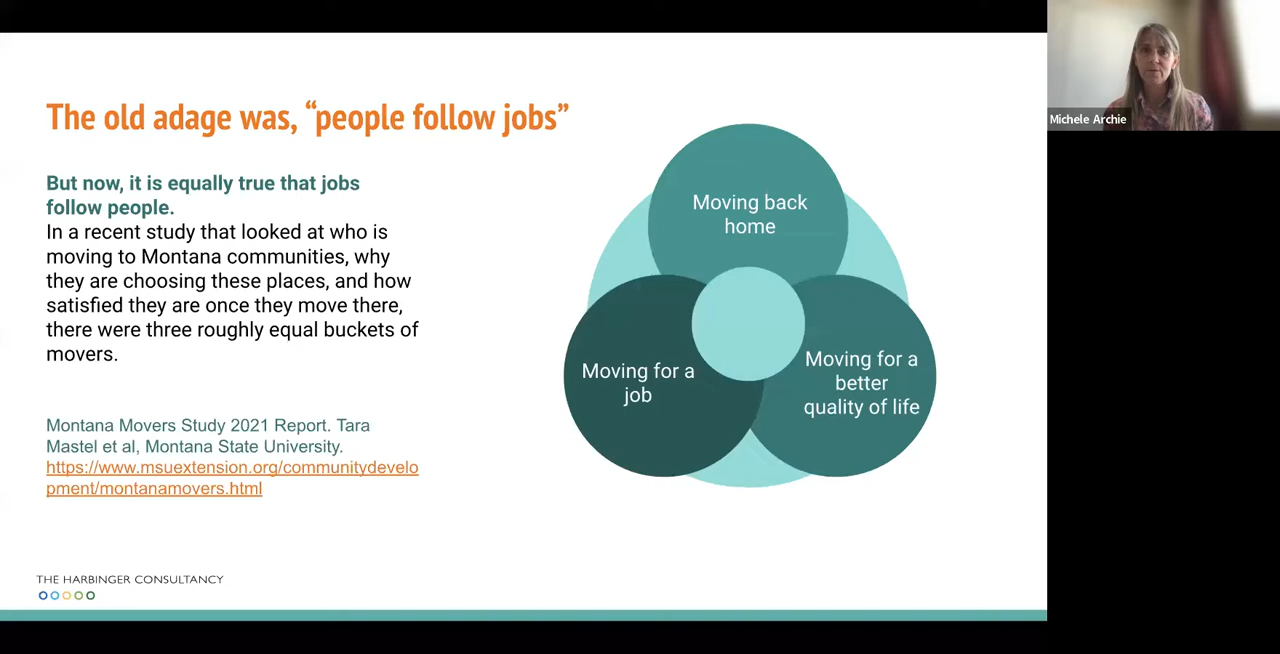 The old adage was, “people follow jobs”
But now, it is equally true that jobs
follow people.
In a recent study that looked at who is
moving to Montana communities, why
they are choosing these places, and how
satisfied they are once they move there,
there were three roughly equal buckets of
movers.
Montana Movers Study 2021 Report. Tara
Mastel et al, Montana State University.
https://www.msuextension.org/communitydevelo
pment/montanamovers.html
Moving back
home
Moving for a
job
Moving for a
better
quality of life
THE HARBINGER CONSULTANCY
Michele Archie